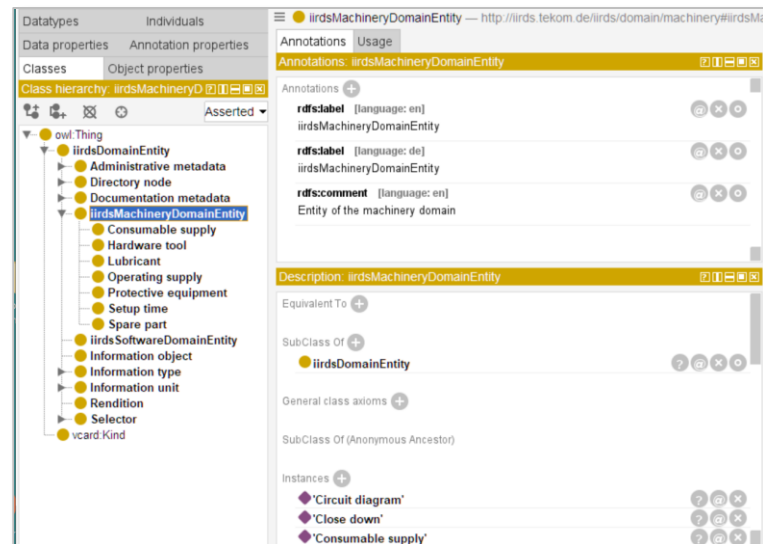 Datatypes Individuals
Data properties Annotation properties
Classes Object properties
Class hierarchy: iirdsMachineryD
Asserted
owl:Thing
iirdsDomainEntity
Administrative metadata
Directory node
Documentation metadata
iirdsMachineryDomainEntity
Consumable supply
Hardware tool
Lubricant
Operating supply
Protective equipment
Setup time
Spare part
iirdsSoftwareDomainEntity
Information object
Information type
Information unit
Rendition
Selector
vcard:Kind
iirdsMachineryDomainEntity — http://iirds.tekom.de/iirds/domain/machinery#iirdsMa
Annotations Usage
Annotations: iirdsMachineryDomainEntity
Annotations
rdfs:label [language: en]
iirdsMachineryDomainEntity
rdfs:label [language: de]
iirdsMachineryDomainEntity
rdfs:comment [language: en]
Entity of the machinery domain
Description: iirdsMachineryDomainEntity
Equivalent To
SubClass Of
iirdsDomainEntity
General class axioms
SubClass Of (Anonymous Ancestor)
Instances
'Circuit diagram'
'Close down'
'Consumable supply'